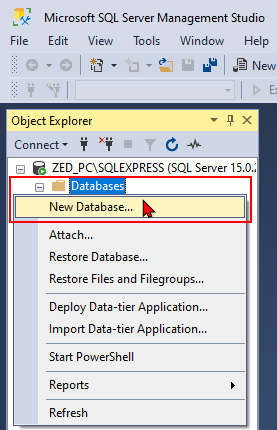 Microsoft SQL Server Management Studio
File Edit View Tools Window Help
New
Ex
Object Explorer
Connect
ZED_PC\SQLEXPRESS (SQL Server 15.0.
Databases
New Database...
Attach...
Restore Database...
Restore Files and Filegroups...
Deploy Data-tier Application...
Import Data-tier Application...
Start PowerShell
Reports
Refresh